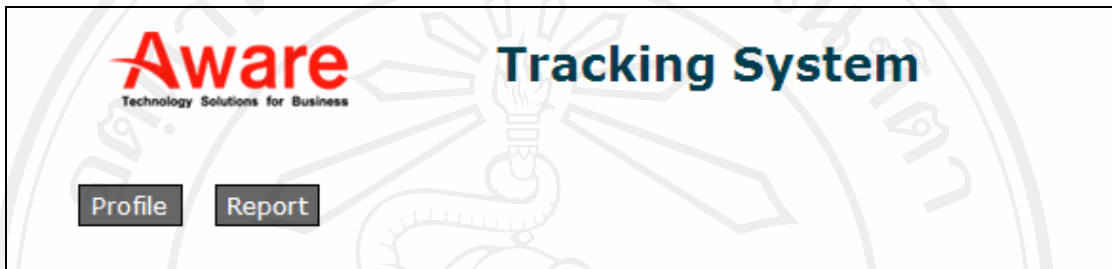 Aware
Tracking System
Technology Solutions for Business
Profile
Report